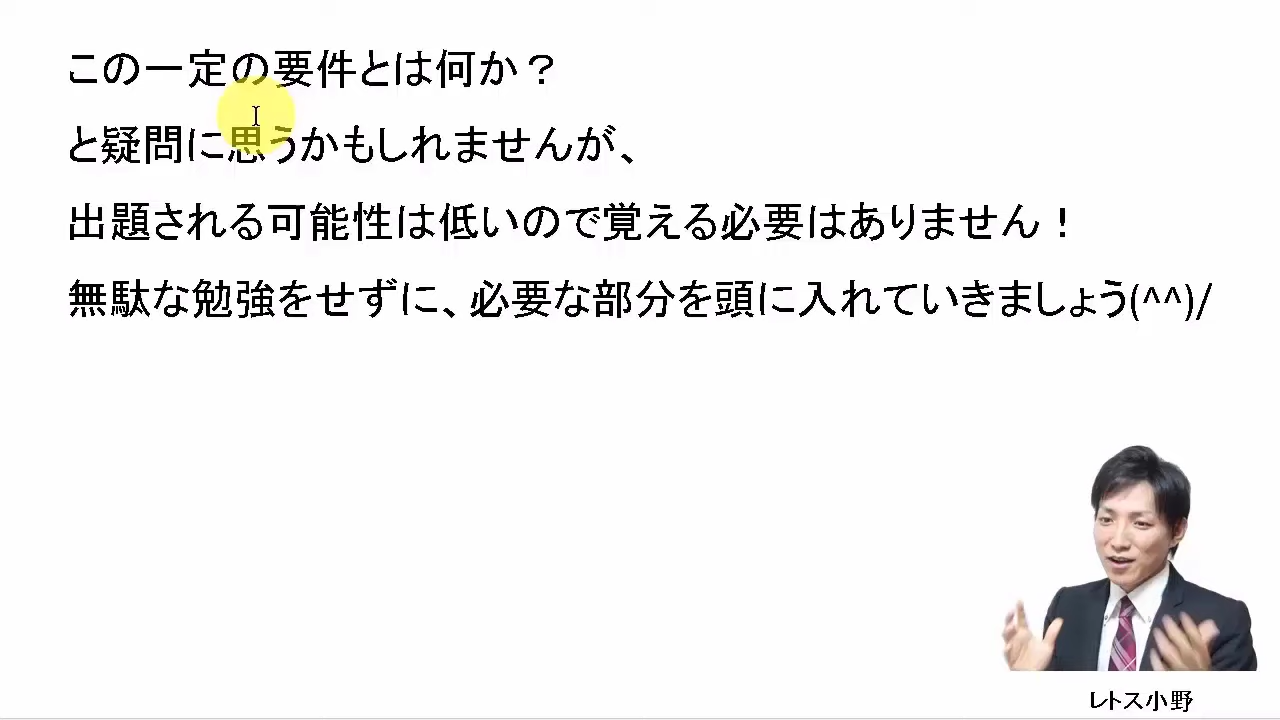 この一定の要件とは何か？
と疑問に思うかもしれませんが、
出題される可能性は低いので覚える必要はありません！
無駄な勉強をせずに、必要な部分を頭に入れていきましょう(^^)/
レトス小野